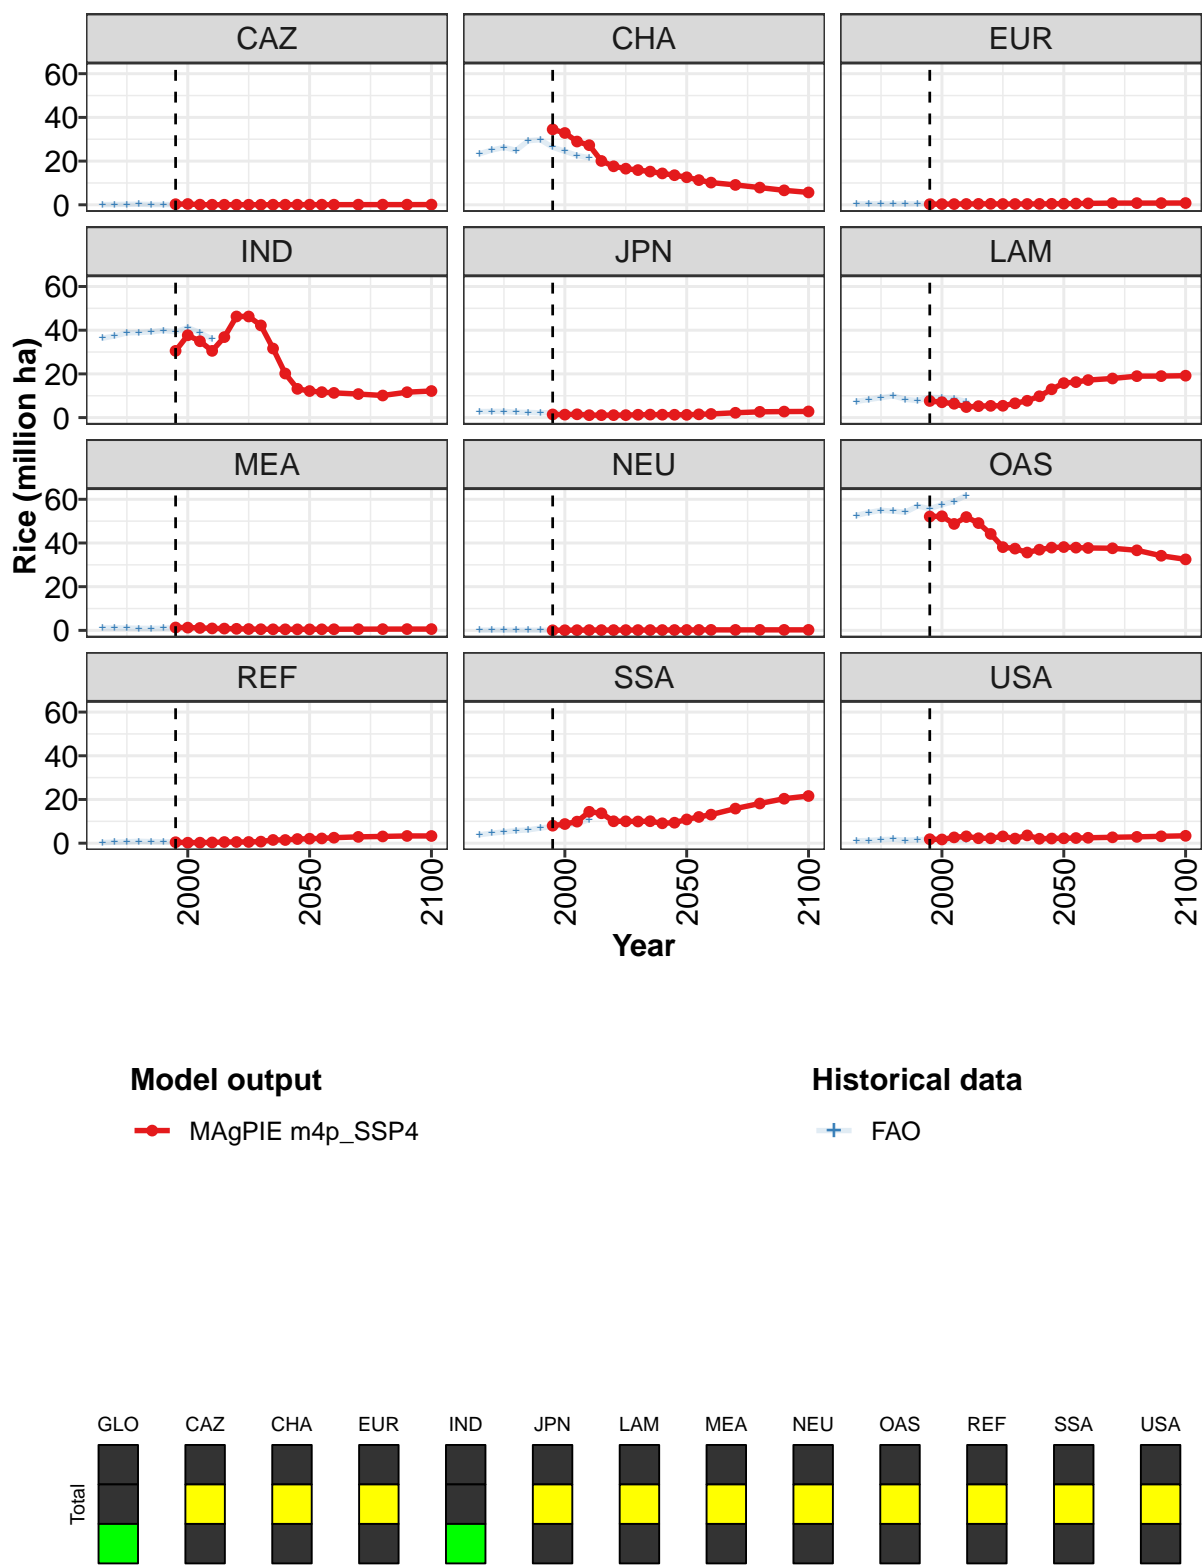 CAZ CHA EUR
60
40
20
0
IND JPN LAM
60
40
20
0
MEA NEU OAS
60
40
20
0
REF SSA USA
60
40
20
0
Rice (million ha)
2000 2050 2100 2000 2050 2100 2000 2050 2100
Year
Model output Historical data
MAgPIE m4p_SSP4 FAO
GLO CAZ CHA EUR IND JPN LAM MEA NEU OAS REF SSA USA
Total